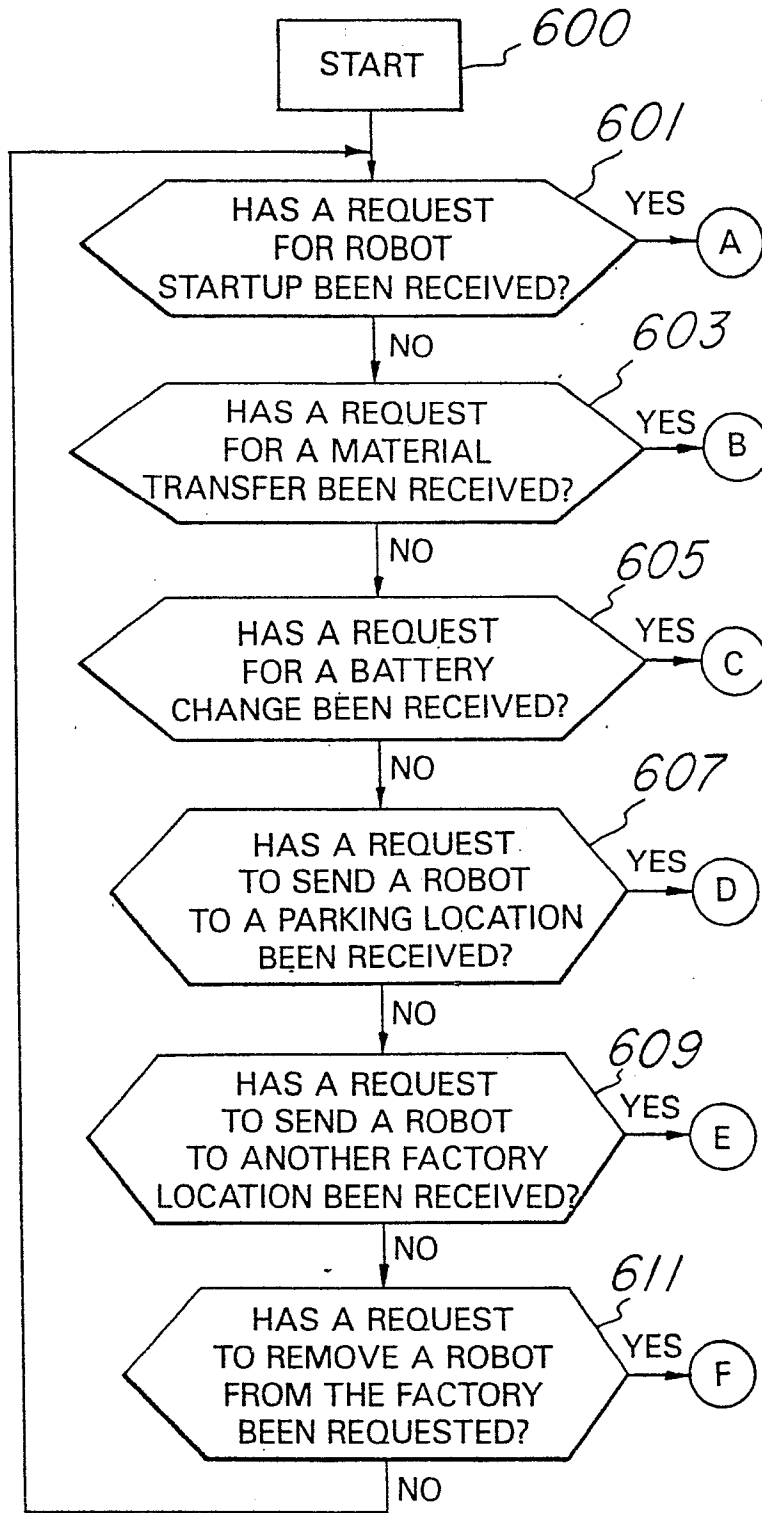 600
START
601
HAS A REQUEST
FOR ROBOT
STARTUP BEEN RECEIVED?
YES
A
NO
603
HAS A REQUEST
FOR A MATERIAL
TRANSFER BEEN RECEIVED?
YES
B
NO
605
HAS A REQUEST
FOR A BATTERY
CHANGE BEEN RECEIVED?
YES
C
NO
607
HAS A REQUEST
TO SEND A ROBOT
TO A PARKING LOCATION
BEEN RECEIVED?
YES
D
NO
609
HAS A REQUEST
TO SEND A ROBOT
TO ANOTHER FACTORY
LOCATION BEEN RECEIVED?
YES
E
NO
611
HAS A REQUEST
TO REMOVE A ROBOT
FROM THE FACTORY
BEEN REQUESTED?
YES
F
NO